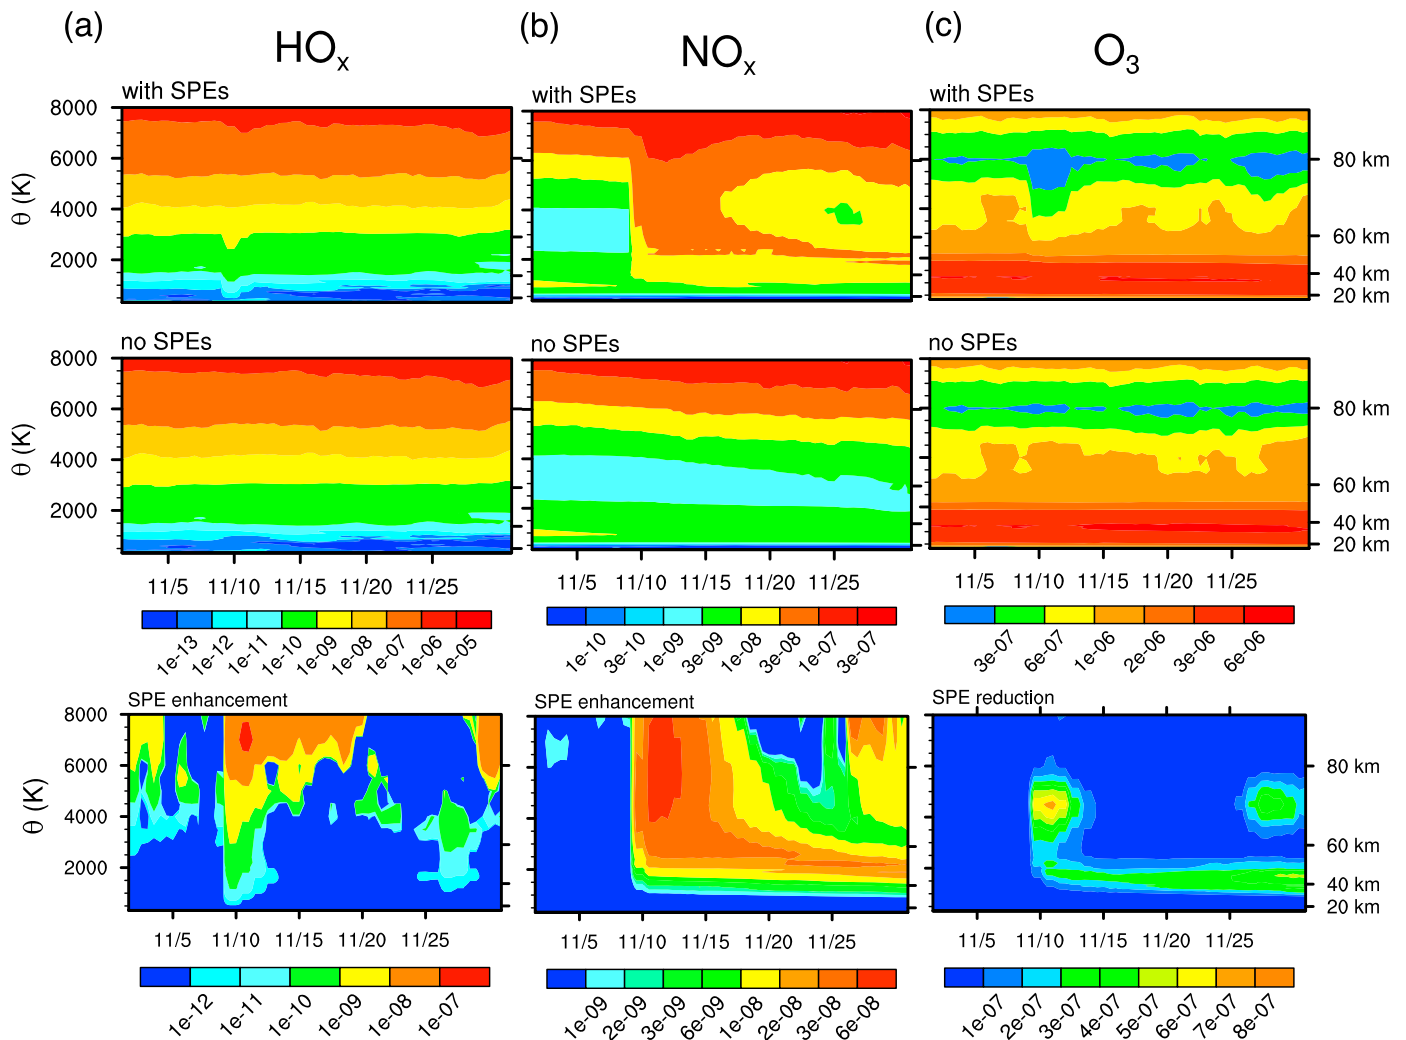 (a) HOx (b) NOx (c) O3
with SPEs with SPEs with SPEs
8000
6000
4000
2000
θ (K)
80 km
60 km
40 km
20 km
no SPEs no SPEs no SPEs
8000
6000
4000
2000
θ (K)
80 km
60 km
40 km
20 km
11/5 11/10 11/15 11/20 11/25 11/5 11/10 11/15 11/20 11/25 11/5 11/10 11/15 11/20 11/25
1e-13 1e-12 1e-11 1e-10 1e-09 1e-08 1e-07 1e-06 1e-05
1e-10 3e-10 1e-09 3e-09 1e-08 3e-08 1e-07 3e-07
3e-07 6e-07 1e-06 2e-06 3e-06 6e-06
SPE enhancement SPE enhancement SPE reduction
8000
6000
4000
2000
θ (K)
80 km
60 km
40 km
20 km
11/5 11/10 11/15 11/20 11/25 11/5 11/10 11/15 11/20 11/25 11/5 11/10 11/15 11/20 11/25
1e-12 1e-11 1e-10 1e-09 1e-08 1e-07
1e-09 2e-09 3e-09 6e-09 1e-08 2e-08 3e-08 6e-08
1e-07 2e-07 3e-07 4e-07 5e-07 6e-07 7e-07 8e-07